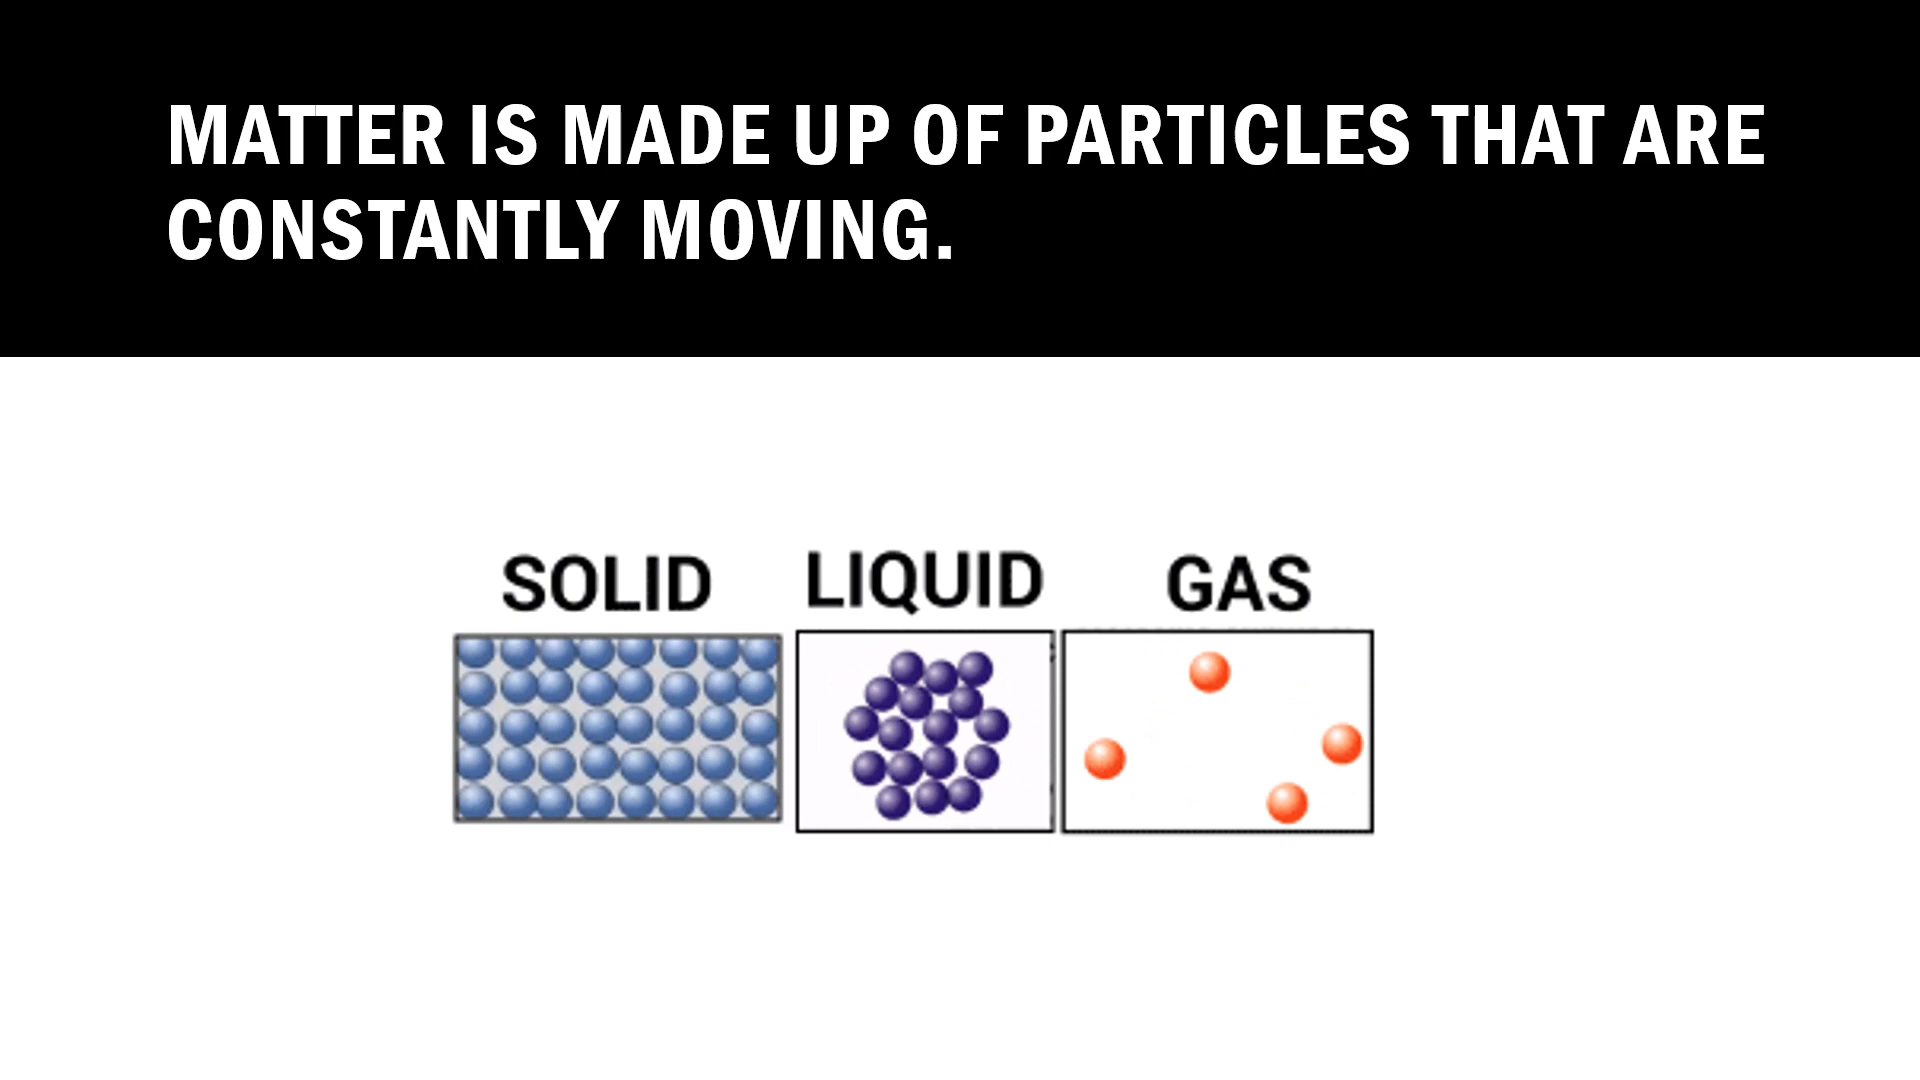 MATTER IS MADE UP OF PARTICLES THAT ARE
CONSTANTLY MOVING.
SOLID
LIQUID
GAS